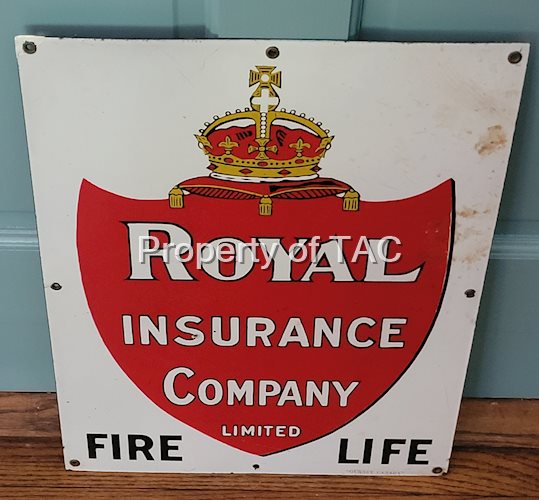 ROYAL
Property of TAC
INSURANCE
COMPANY
LIMITED
FIRE LIFE